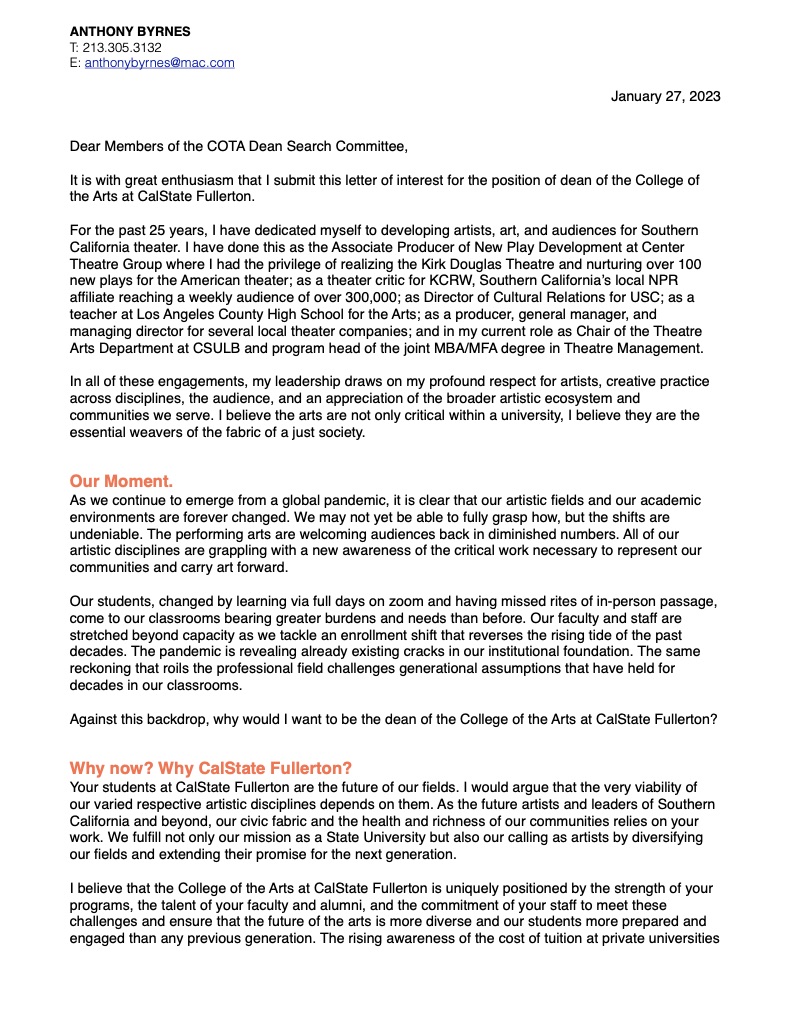 ANTHONY BYRNES
T: 213.305.3132
E: anthonybyrnes@mac.com
January 27, 2023
Dear Members of the COTA Dean Search Committee,
It is with great enthusiasm that I submit this letter of interest for the position of dean of the College of
the Arts at CalState Fullerton.
For the past 25 years, I have dedicated myself to developing artists, art, and audiences for Southern
California theater. I have done this as the Associate Producer of New Play Development at Center
Theatre Group where I had the privilege of realizing the Kirk Douglas Theatre and nurturing over 100
new plays for the American theater; as a theater critic for KCRW, Southern California's local NPR
affiliate reaching a weekly audience of over 300,000; as Director of Cultural Relations for USC; as a
teacher at Los Angeles County High School for the Arts; as a producer, general manager, and
managing director for several local theater companies; and in my current role as Chair of the Theatre
Arts Department at CSULB and program head of the joint MBA/MFA degree in Theatre Management.
In all of these engagements, my leadership draws on my profound respect for artists, creative practice
across disciplines, the audience, and an appreciation of the broader artistic ecosystem and
communities we serve. I believe the arts are not only critical within a university, I believe they are the
essential weavers of the fabric of a just society.
Our Moment.
As we continue to emerge from a global pandemic, it is clear that our artistic fields and our academic
environments are forever changed. We may not yet be able to fully grasp how, but the shifts are
undeniable. The performing arts are welcoming audiences back in diminished numbers. All of our
artistic disciplines are grappling with a new awareness of the critical work necessary to represent our
communities and carry art forward.
Our students, changed by learning via full days on zoom and having missed rites of in-person passage,
come to our classrooms bearing greater burdens and needs than before. Our faculty and staff are
stretched beyond capacity as we tackle an enrollment shift that reverses the rising tide of the past
decades. The pandemic is revealing already existing cracks in our institutional foundation. The same
reckoning that roils the professional field challenges generational assumptions that have held for
decades in our classrooms.
Against this backdrop, why would I want to be the dean of the College of the Arts at CalState Fullerton?
Why now? Why CalState Fullerton?
Your students at CalState Fullerton are the future of our fields. I would argue that the very viability of
our varied respective artistic disciplines depends on them. As the future artists and leaders of Southern
California and beyond, our civic fabric and the health and richness of our communities relies on your
work. We fulfill not only our mission as a State University but also our calling as artists by diversifying
our fields and extending their promise for the next generation.
I believe that the College of the Arts at CalState Fullerton is uniquely positioned by the strength of your
programs, the talent of your faculty and alumni, and the commitment of your staff to meet these
challenges and ensure that the future of the arts is more diverse and our students more prepared and
engaged than any previous generation. The rising awareness of the cost of tuition at private universities